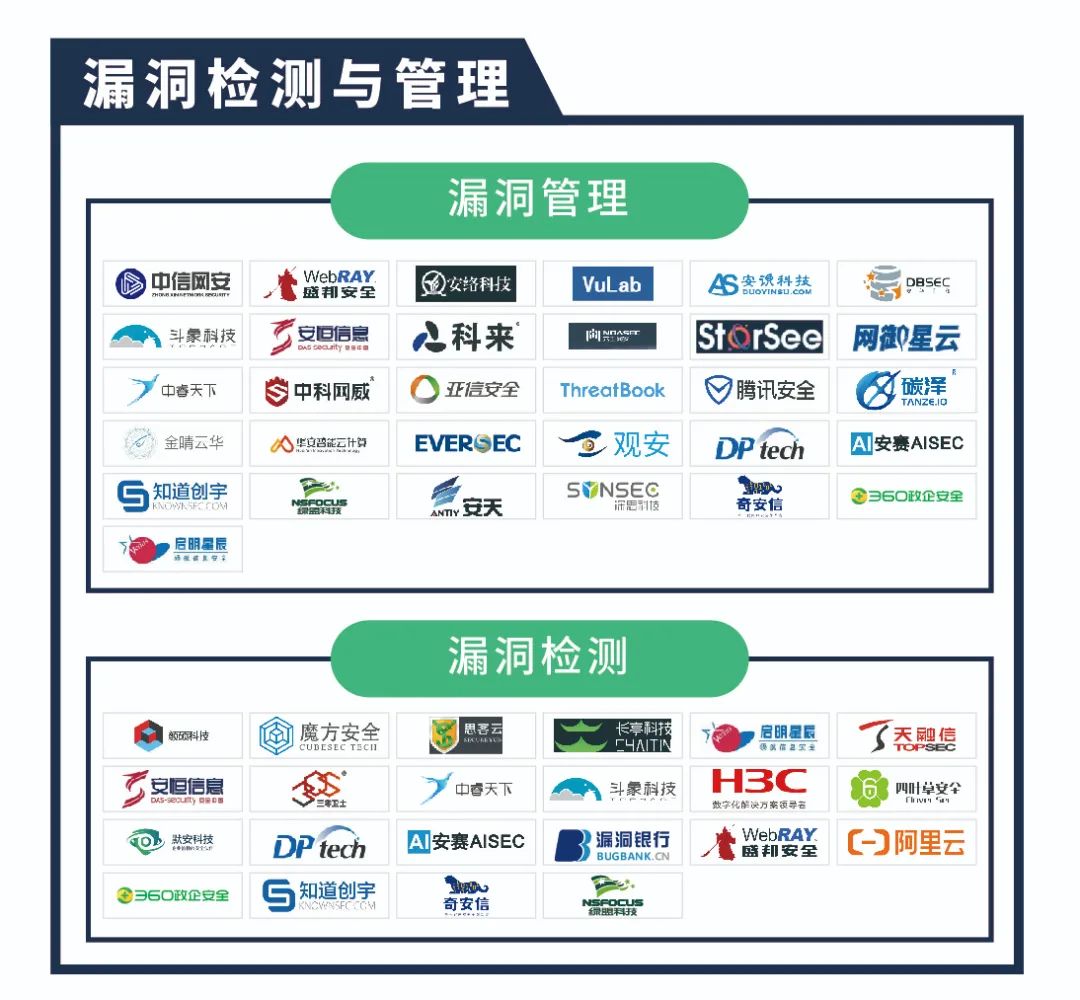 漏洞检测与管理
漏洞管理
中信网安
ZHONG XIN NETWORK SECURITY
WebRAY
盛邦安全
安络科技
VuLab
AS 安识科技
DUOYINSU.COM
DBSEC
斗象科技
安恒信息
DAS-security
科来
StarSee
网御星云
中睿天下
中科网威
亚信安全
ThreatBook
腾讯安全
碳泽
TANZE.IO
金睛云华
华安智能云计算
EVERSEC
观安
DPtech
AI安赛AISEC
知道创宇
KNOWNSEC.COM
NSFOCUS
绿盟科技
ANTIY 安天
SYNSEC
深思科技
奇安信
360政企安全
Venus
启明星辰
漏洞检测
魔方安全
CUBESEC TECH
思客云
长亭科技
CHAITIN
启明星辰
天融信
TOPSEC
安恒信息
DAS-security
三零卫士
中睿天下
斗象科技
H3C
数字化解决方案领导者
四叶草安全
默安科技
DPtech
AI安赛AISEC
漏洞银行
BUGBANK.CN
WebRAY
盛邦安全
阿里云
360政企安全
知道创宇
KNOWNSEC.COM
奇安信
NSFOCUS
绿盟科技